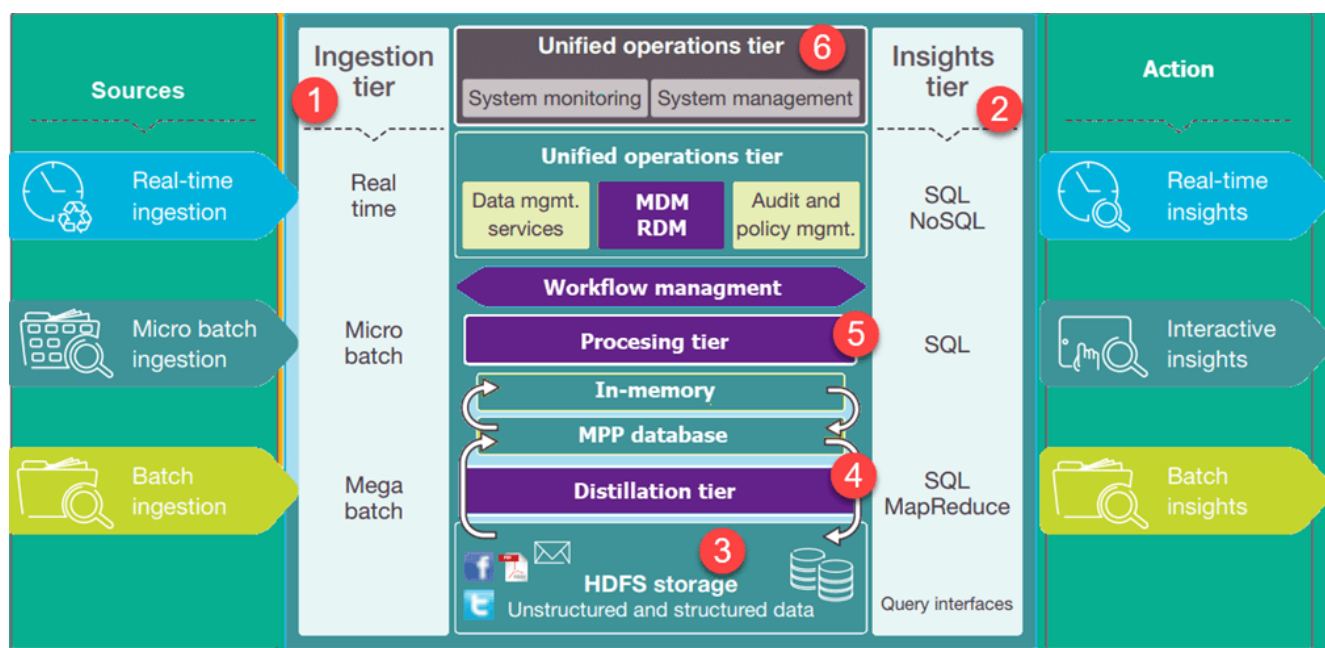 Sources
Real-time
ingestion
Micro batch
ingestion
Batch
ingestion
Ingestion
tier
1
Real
time
Micro
batch
Mega
batch
Unified operations tier
6
System monitoring
System management
Unified operations tier
Data mgmt.
services
MDM
RDM
Audit and
policy mgmt.
Workflow managment
Procesing tier
5
In-memory
MPP database
Distillation tier
4
3
HDFS storage
Unstructured and structured data
Insights
tier
2
SQL
NoSQL
SQL
SQL
MapReduce
Query interfaces
Action
Real-time
insights
Interactive
insights
Batch
insights